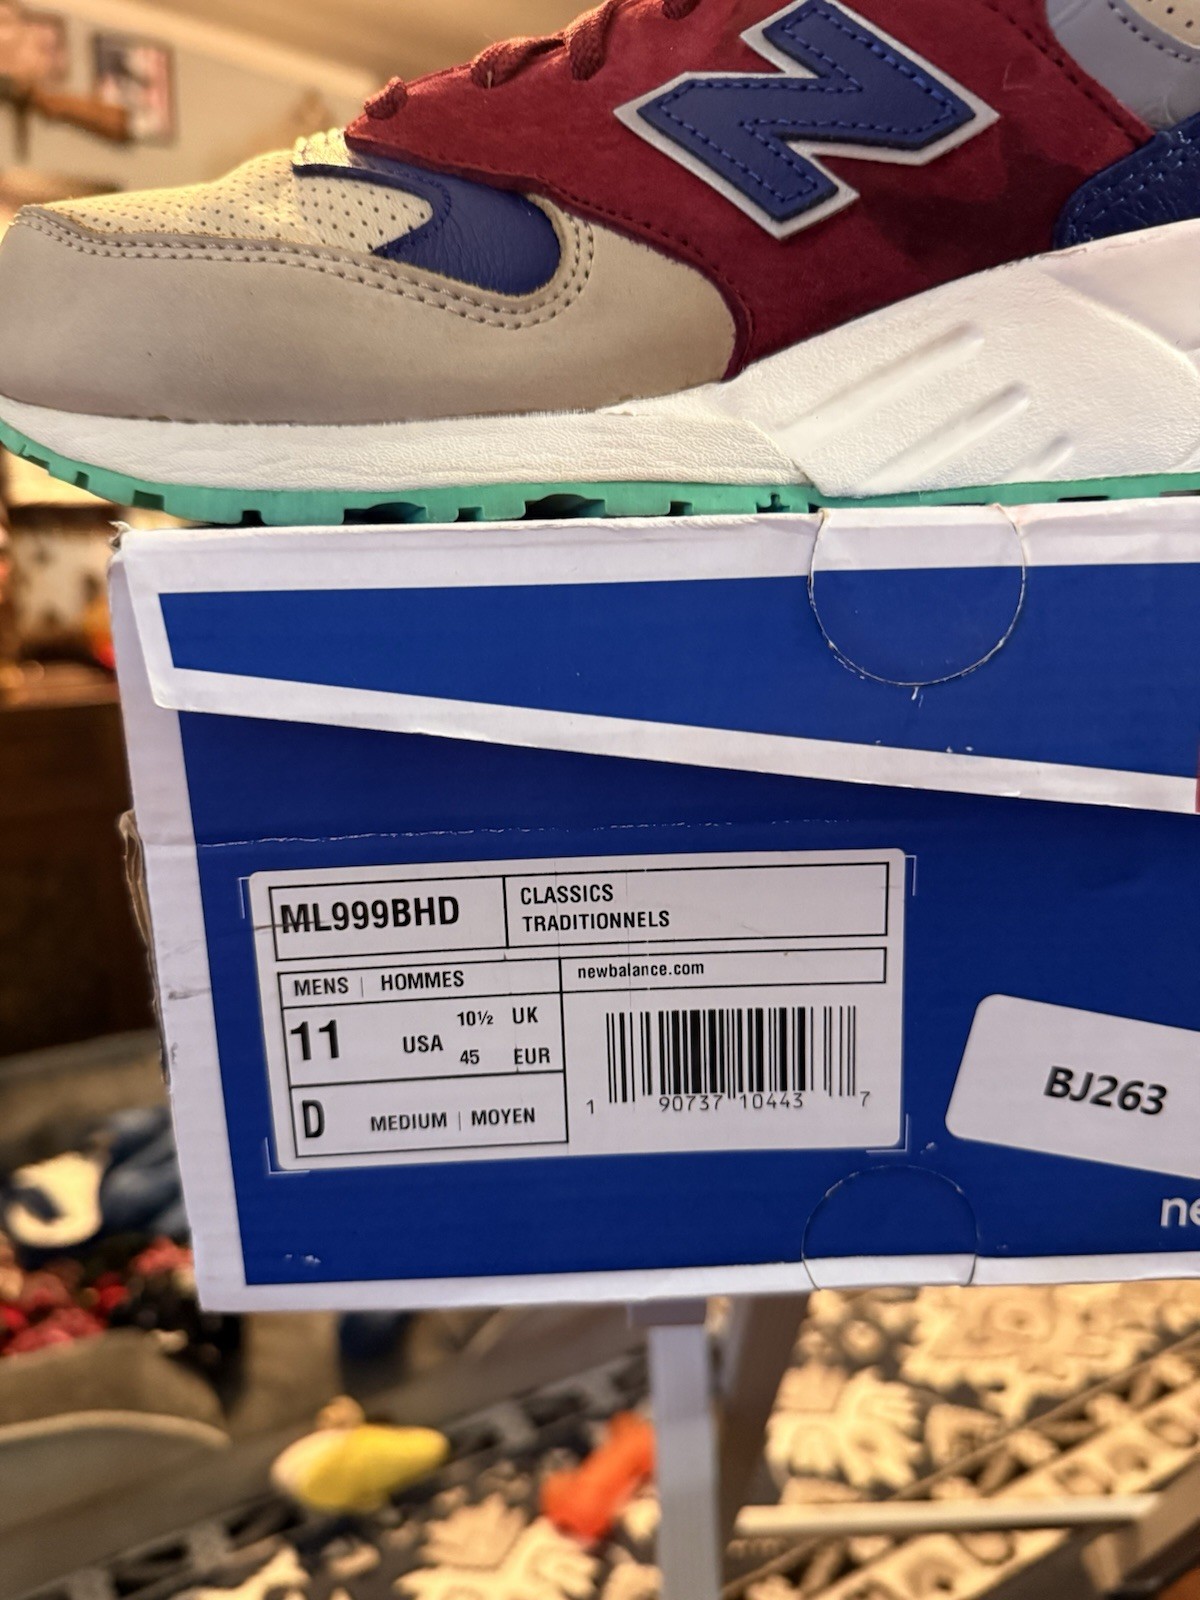 N
ML999BHD
CLASSICS
TRADITIONNELS
MENS | HOMMES
newbalance.com
11 USA 10½ UK
45 EUR
D MEDIUM | MOYEN
1 90737 10443 7
BJ263
ne